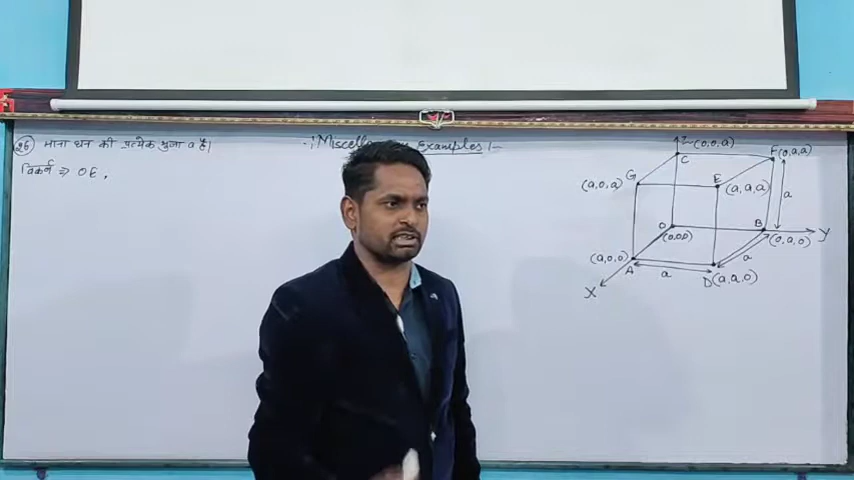 26 माना घन की प्रत्येक भुजा a है।
:- Examples :-
विकर्ण ⇒ OE,
Z (0,0,a)
C
F(0,a,a)
G
(a,0,a)
E
(a,a,a)
a
O
(0,0,0)
B
(0,a,0)
Y
(a,0,0)
A
a
a
D(a,a,0)
X